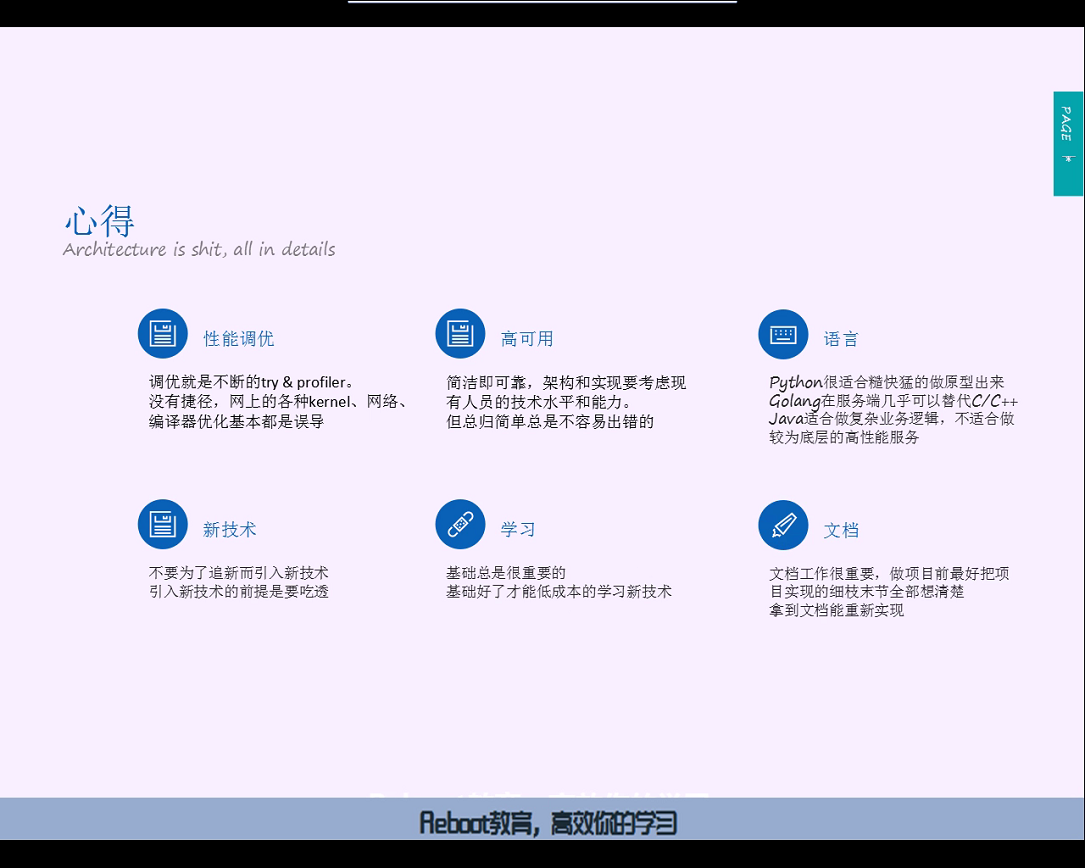 PAGE *
心得
Architecture is shit, all in details
性能调优
调优就是不断的try & profiler。
没有捷径，网上的各种kernel、网络、
编译器优化基本都是误导
高可用
简洁即可靠，架构和实现要考虑现
有人员的技术水平和能力。
但总归简单总是不容易出错的
语言
Python很适合糙快猛的做原型出来
Golang在服务端几乎可以替代C/C++
Java适合做复杂业务逻辑，不适合做
较为底层的高性能服务
新技术
不要为了追新而引入新技术
引入新技术的前提是要吃透
学习
基础总是很重要的
基础好了才能低成本的学习新技术
文档
文档工作很重要，做项目前最好把项
目实现的细枝末节全部想清楚
拿到文档能重新实现
Reboot教育，高效你的学习